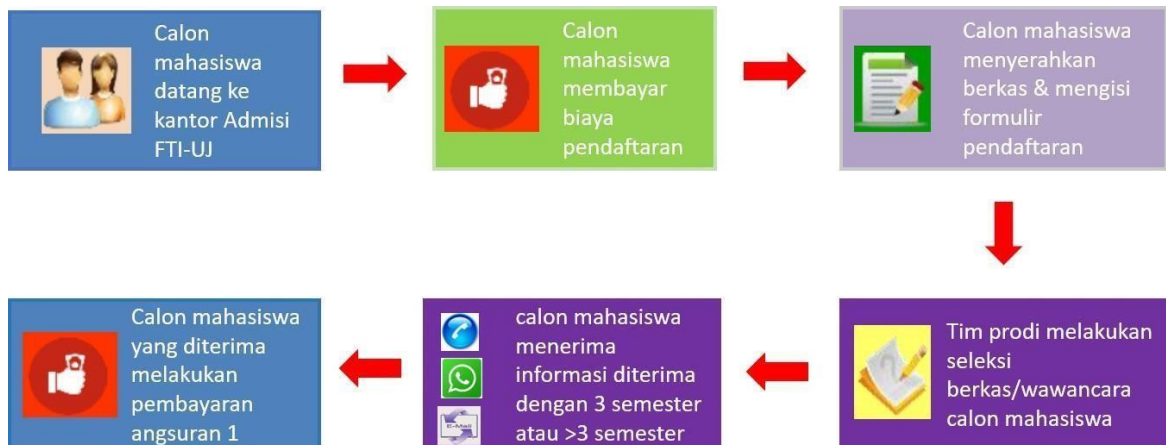 Calon
mahasiswa
datang ke
kantor Admisi
FTI-UJ
Calon
mahasiswa
membayar
biaya
pendaftaran
Calon mahasiswa
menyerahkan
berkas & mengisi
formulir
pendaftaran
Tim prodi melakukan
seleksi
berkas/wawancara
calon mahasiswa
calon mahasiswa
menerima
informasi diterima
dengan 3 semester
atau >3 semester
E-Mail
Calon mahasiswa
yang diterima
melakukan
pembayaran
angsuran 1